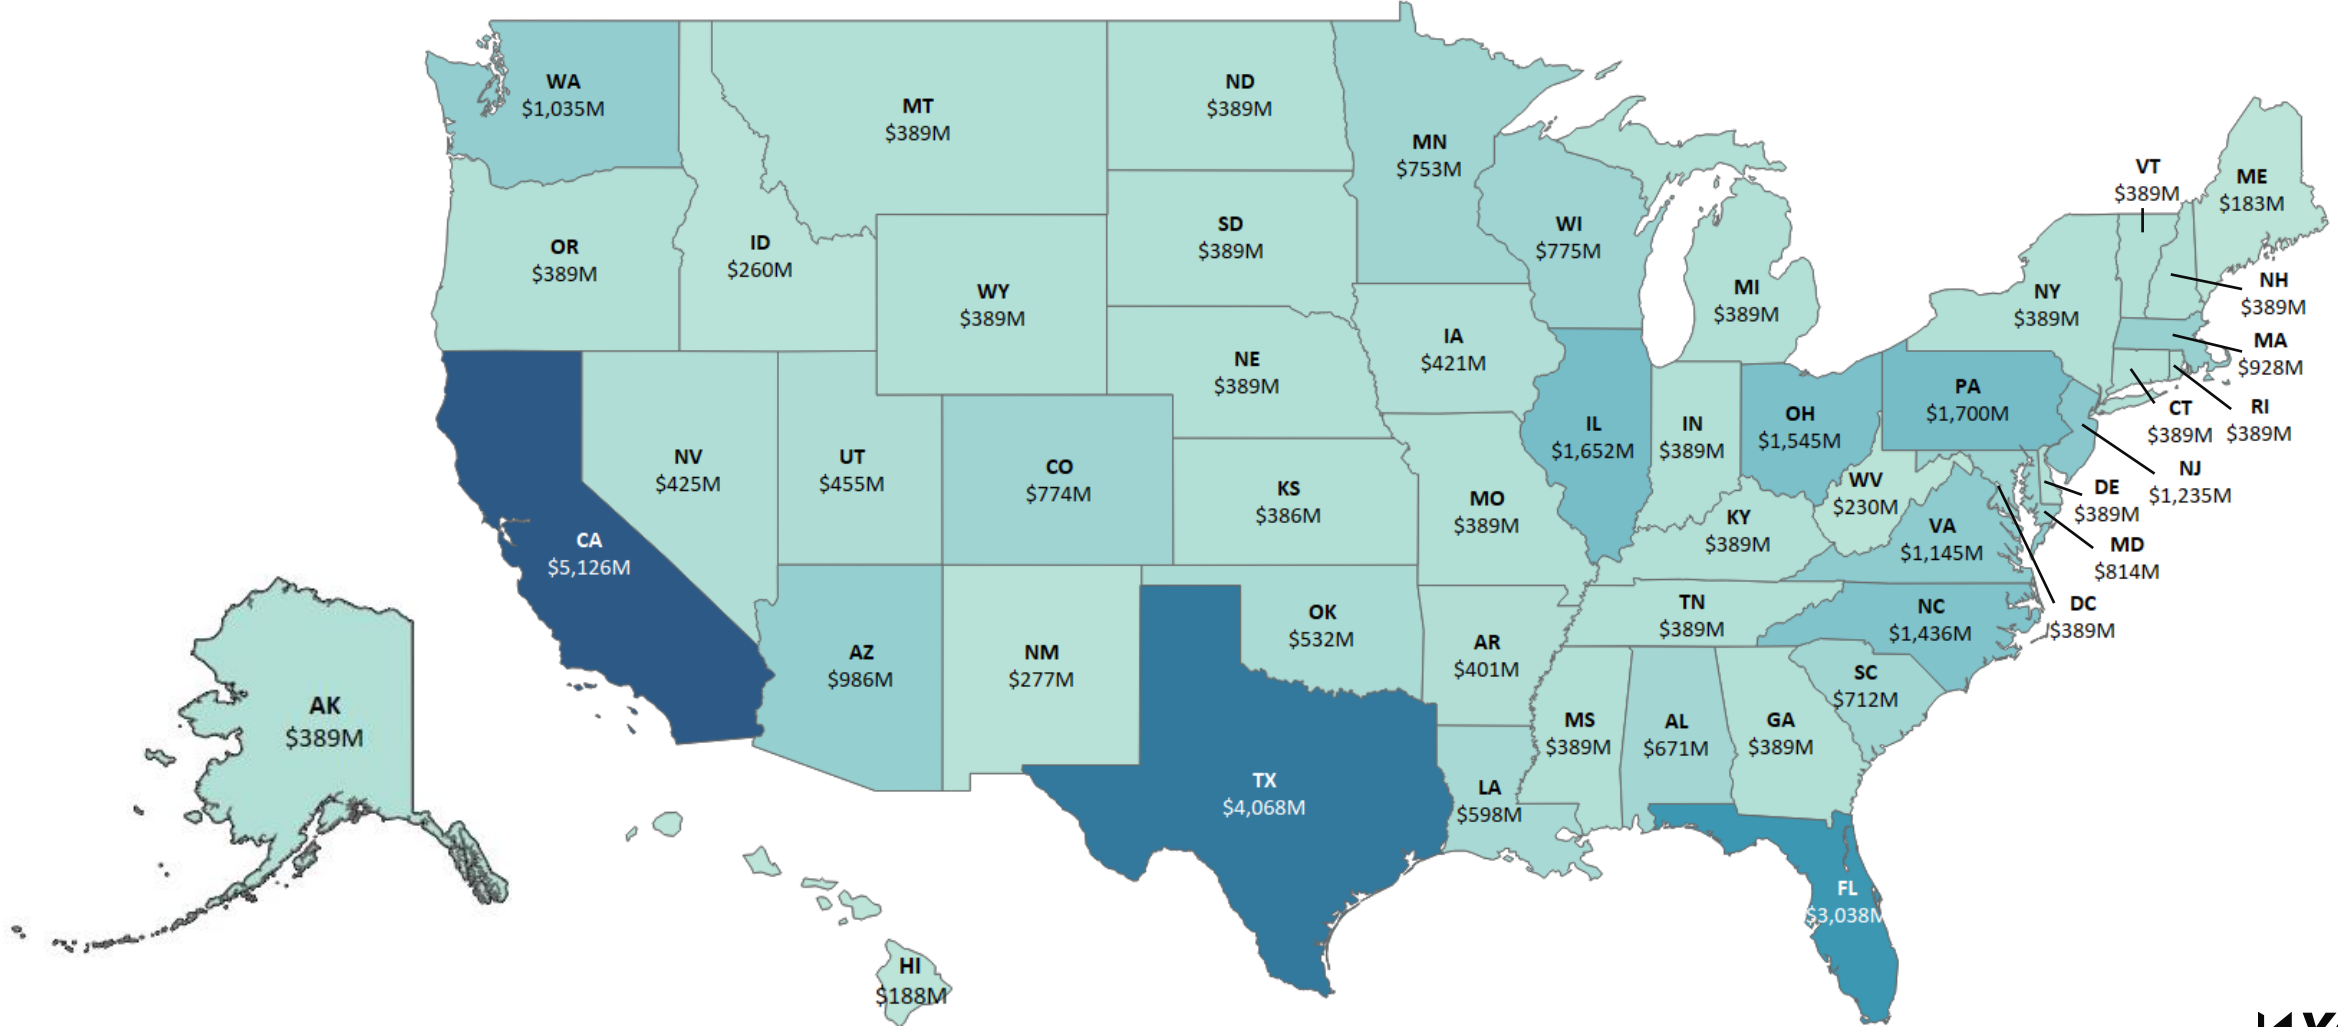 WA
$1,035M
MT
$389M
ND
$389M
MN
$753M
VT
$389M
ME
$183M
OR
$389M
ID
$260M
WY
$389M
SD
$389M
WI
$775M
MI
$389M
NY
$389M
NH
$389M
MA
$928M
IA
$421M
NE
$389M
IL
$1,652M
IN
$389M
OH
$1,545M
PA
$1,700M
CT
$389M
RI
$389M
NJ
$1,235M
NV
$425M
UT
$455M
CO
$774M
KS
$386M
MO
$389M
KY
$389M
WV
$230M
VA
$1,145M
DE
$389M
MD
$814M
DC
$389M
CA
$5,126M
AZ
$986M
NM
$277M
OK
$532M
AR
$401M
TN
$389M
NC
$1,436M
SC
$712M
AK
$389M
TX
$4,068M
LA
$598M
MS
$389M
AL
$671M
GA
$389M
FL
$3,038M
HI
$188M